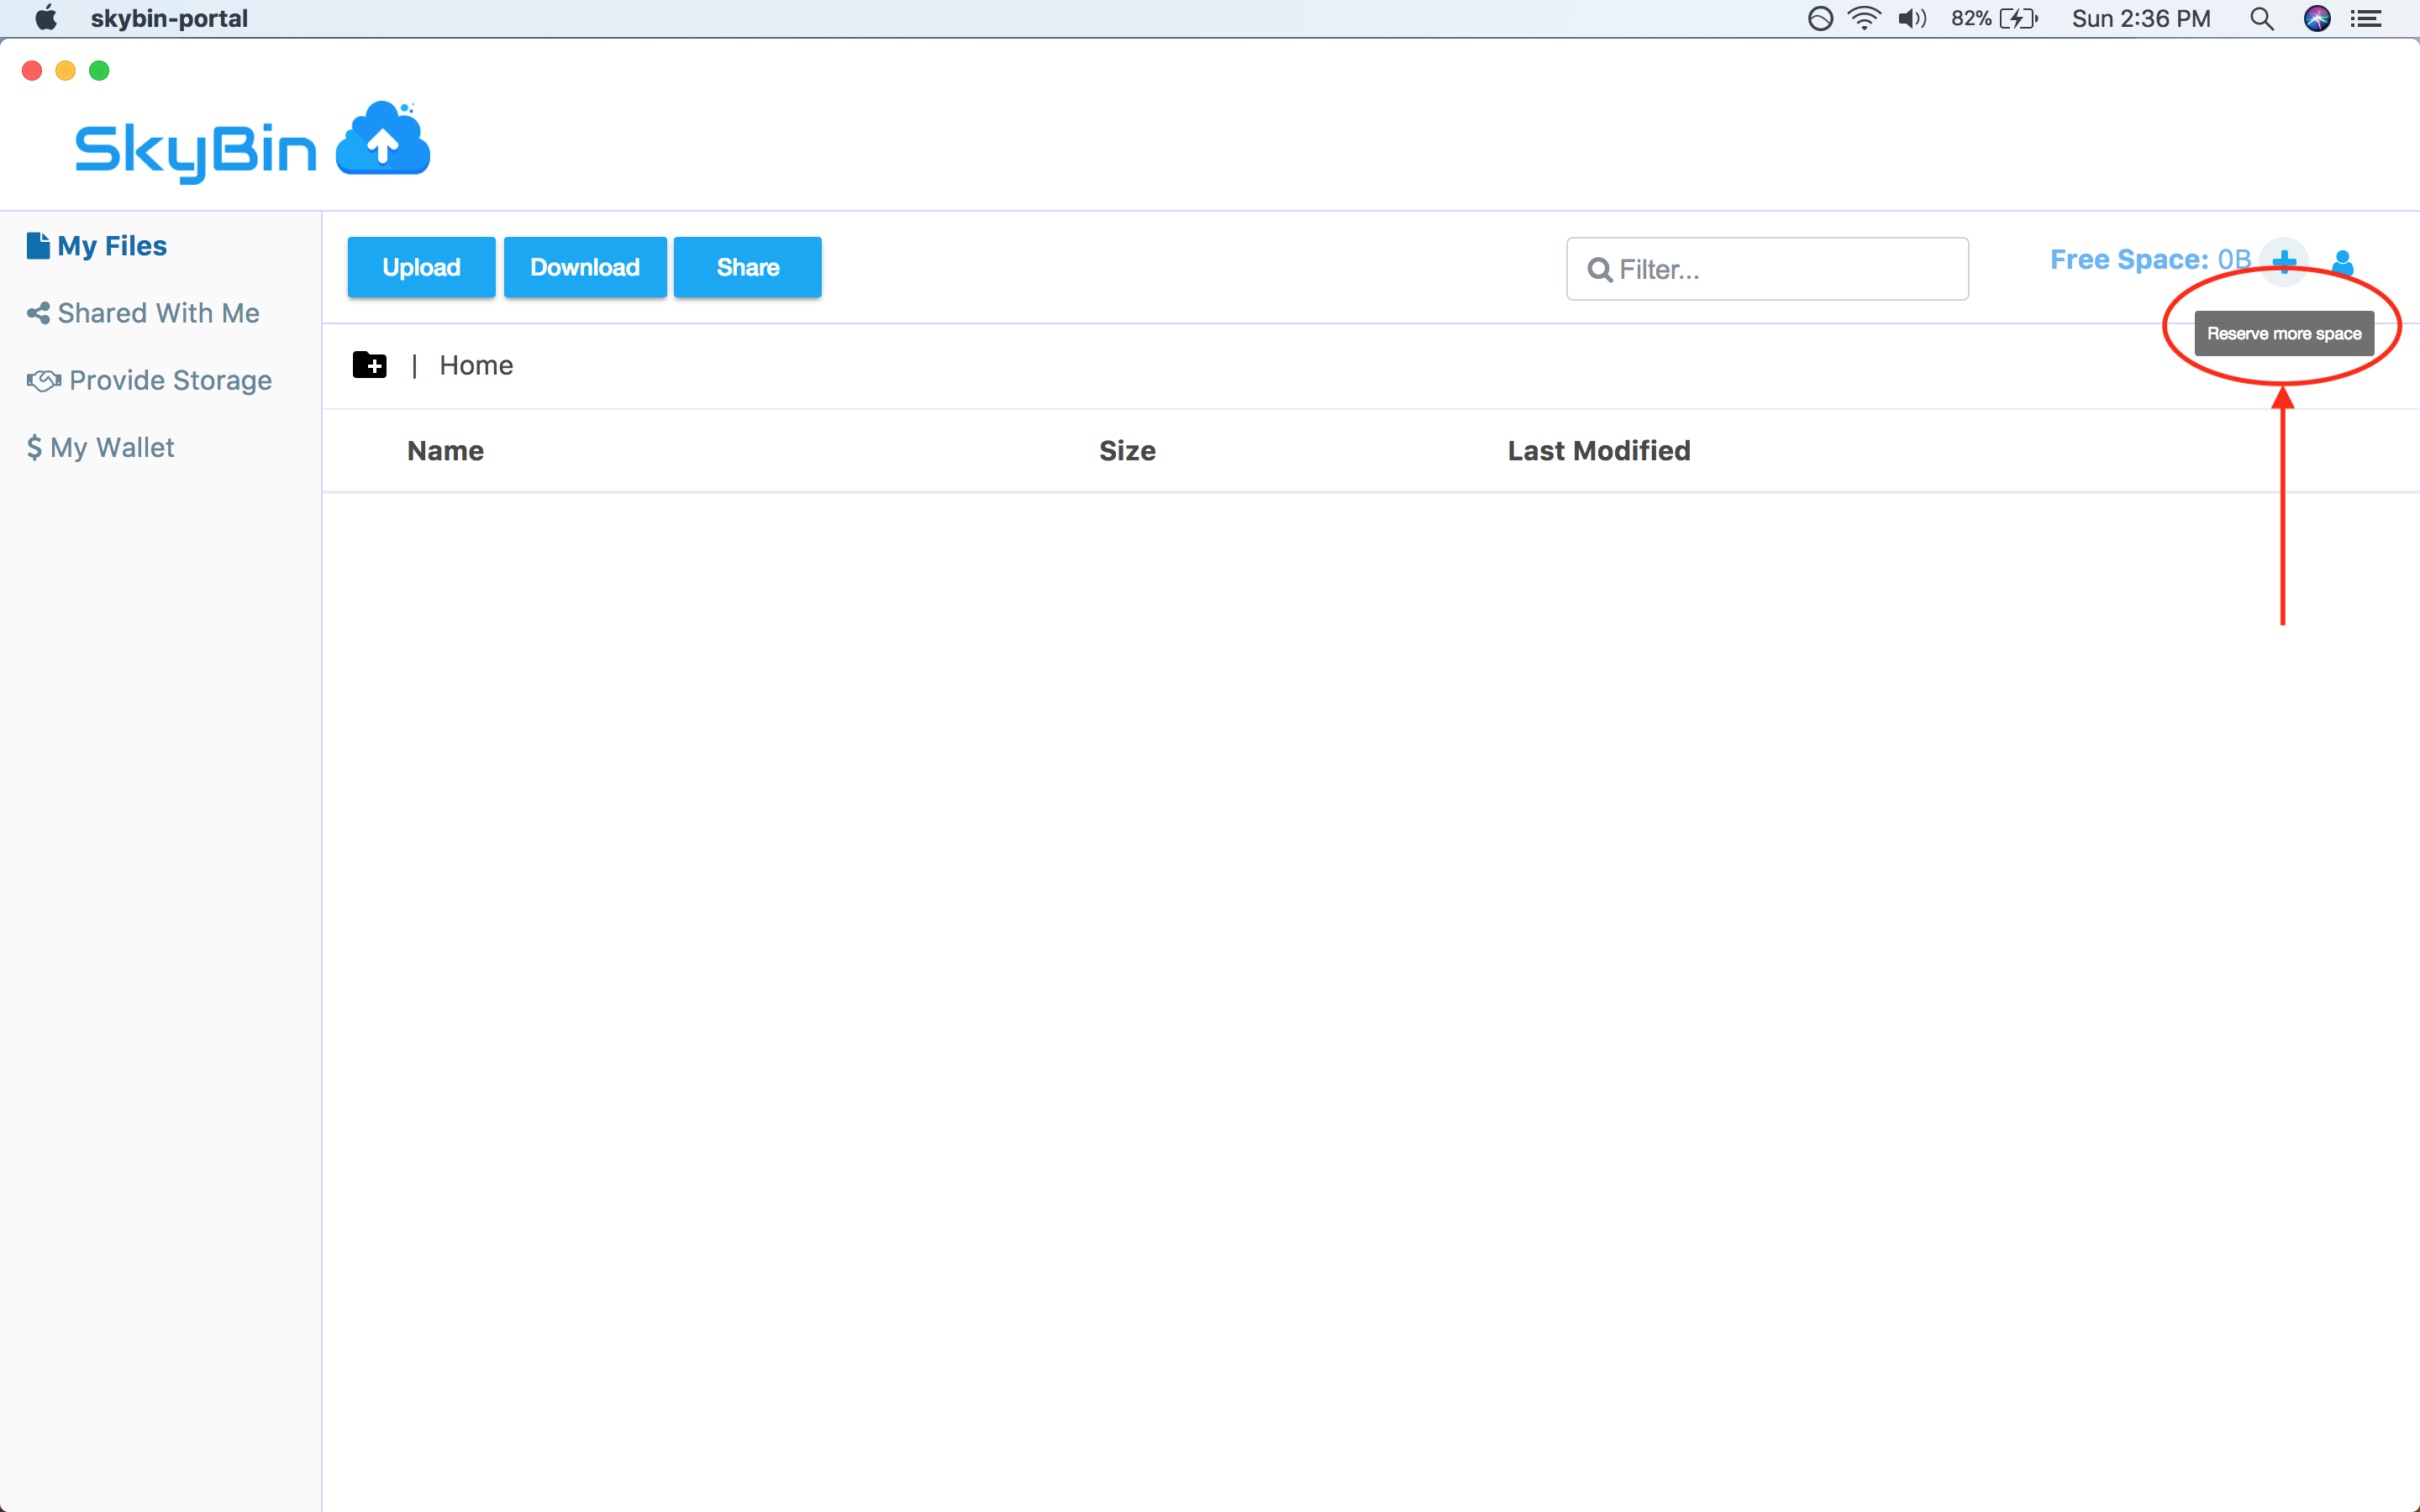 skybin-portal
82%
Sun 2:36 PM
SkyBin
My Files
Shared With Me
Provide Storage
$ My Wallet
Upload
Download
Share
Filter...
Free Space: 0B
Reserve more space
| Home
Name
Size
Last Modified